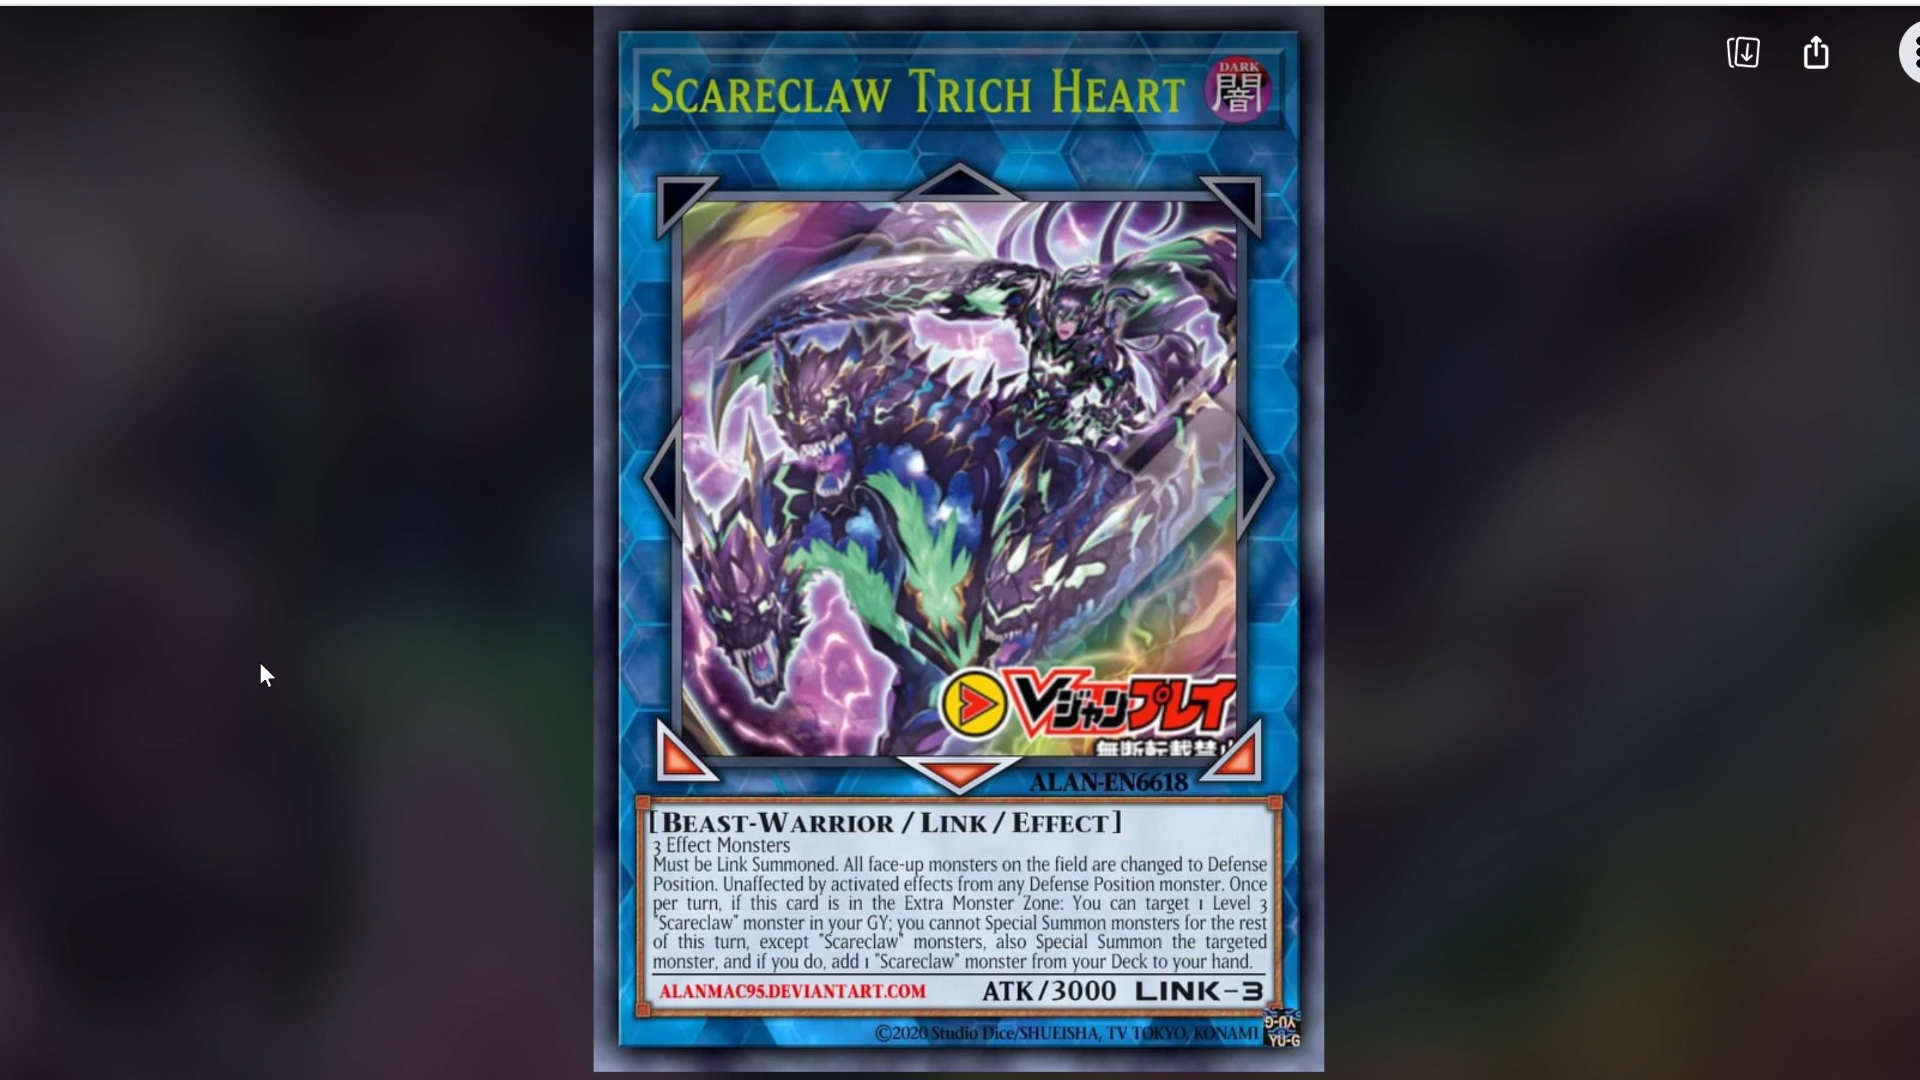 SCARECLAW TRICH HEART
DARK
闇
Vジャンプレイ
無断転載禁止
ALAN-EN6618
[BEAST-WARRIOR / LINK / EFFECT]
3 Effect Monsters
Must be Link Summoned. All face-up monsters on the field are changed to Defense
Position. Unaffected by activated effects from any Defense Position monster. Once
per turn, if this card is in the Extra Monster Zone: You can target 1 Level 3
"Scareclaw" monster in your GY; you cannot Special Summon monsters for the rest
of this turn, except "Scareclaw" monsters, also Special Summon the targeted
monster, and if you do, add 1 "Scareclaw" monster from your Deck to your hand.
ALANMAC95.DEVIANTART.COM
ATK/3000 LINK-3
©2020 Studio Dice/SHUEISHA, TV TOKYO, KONAMI
YU-G
YU-G